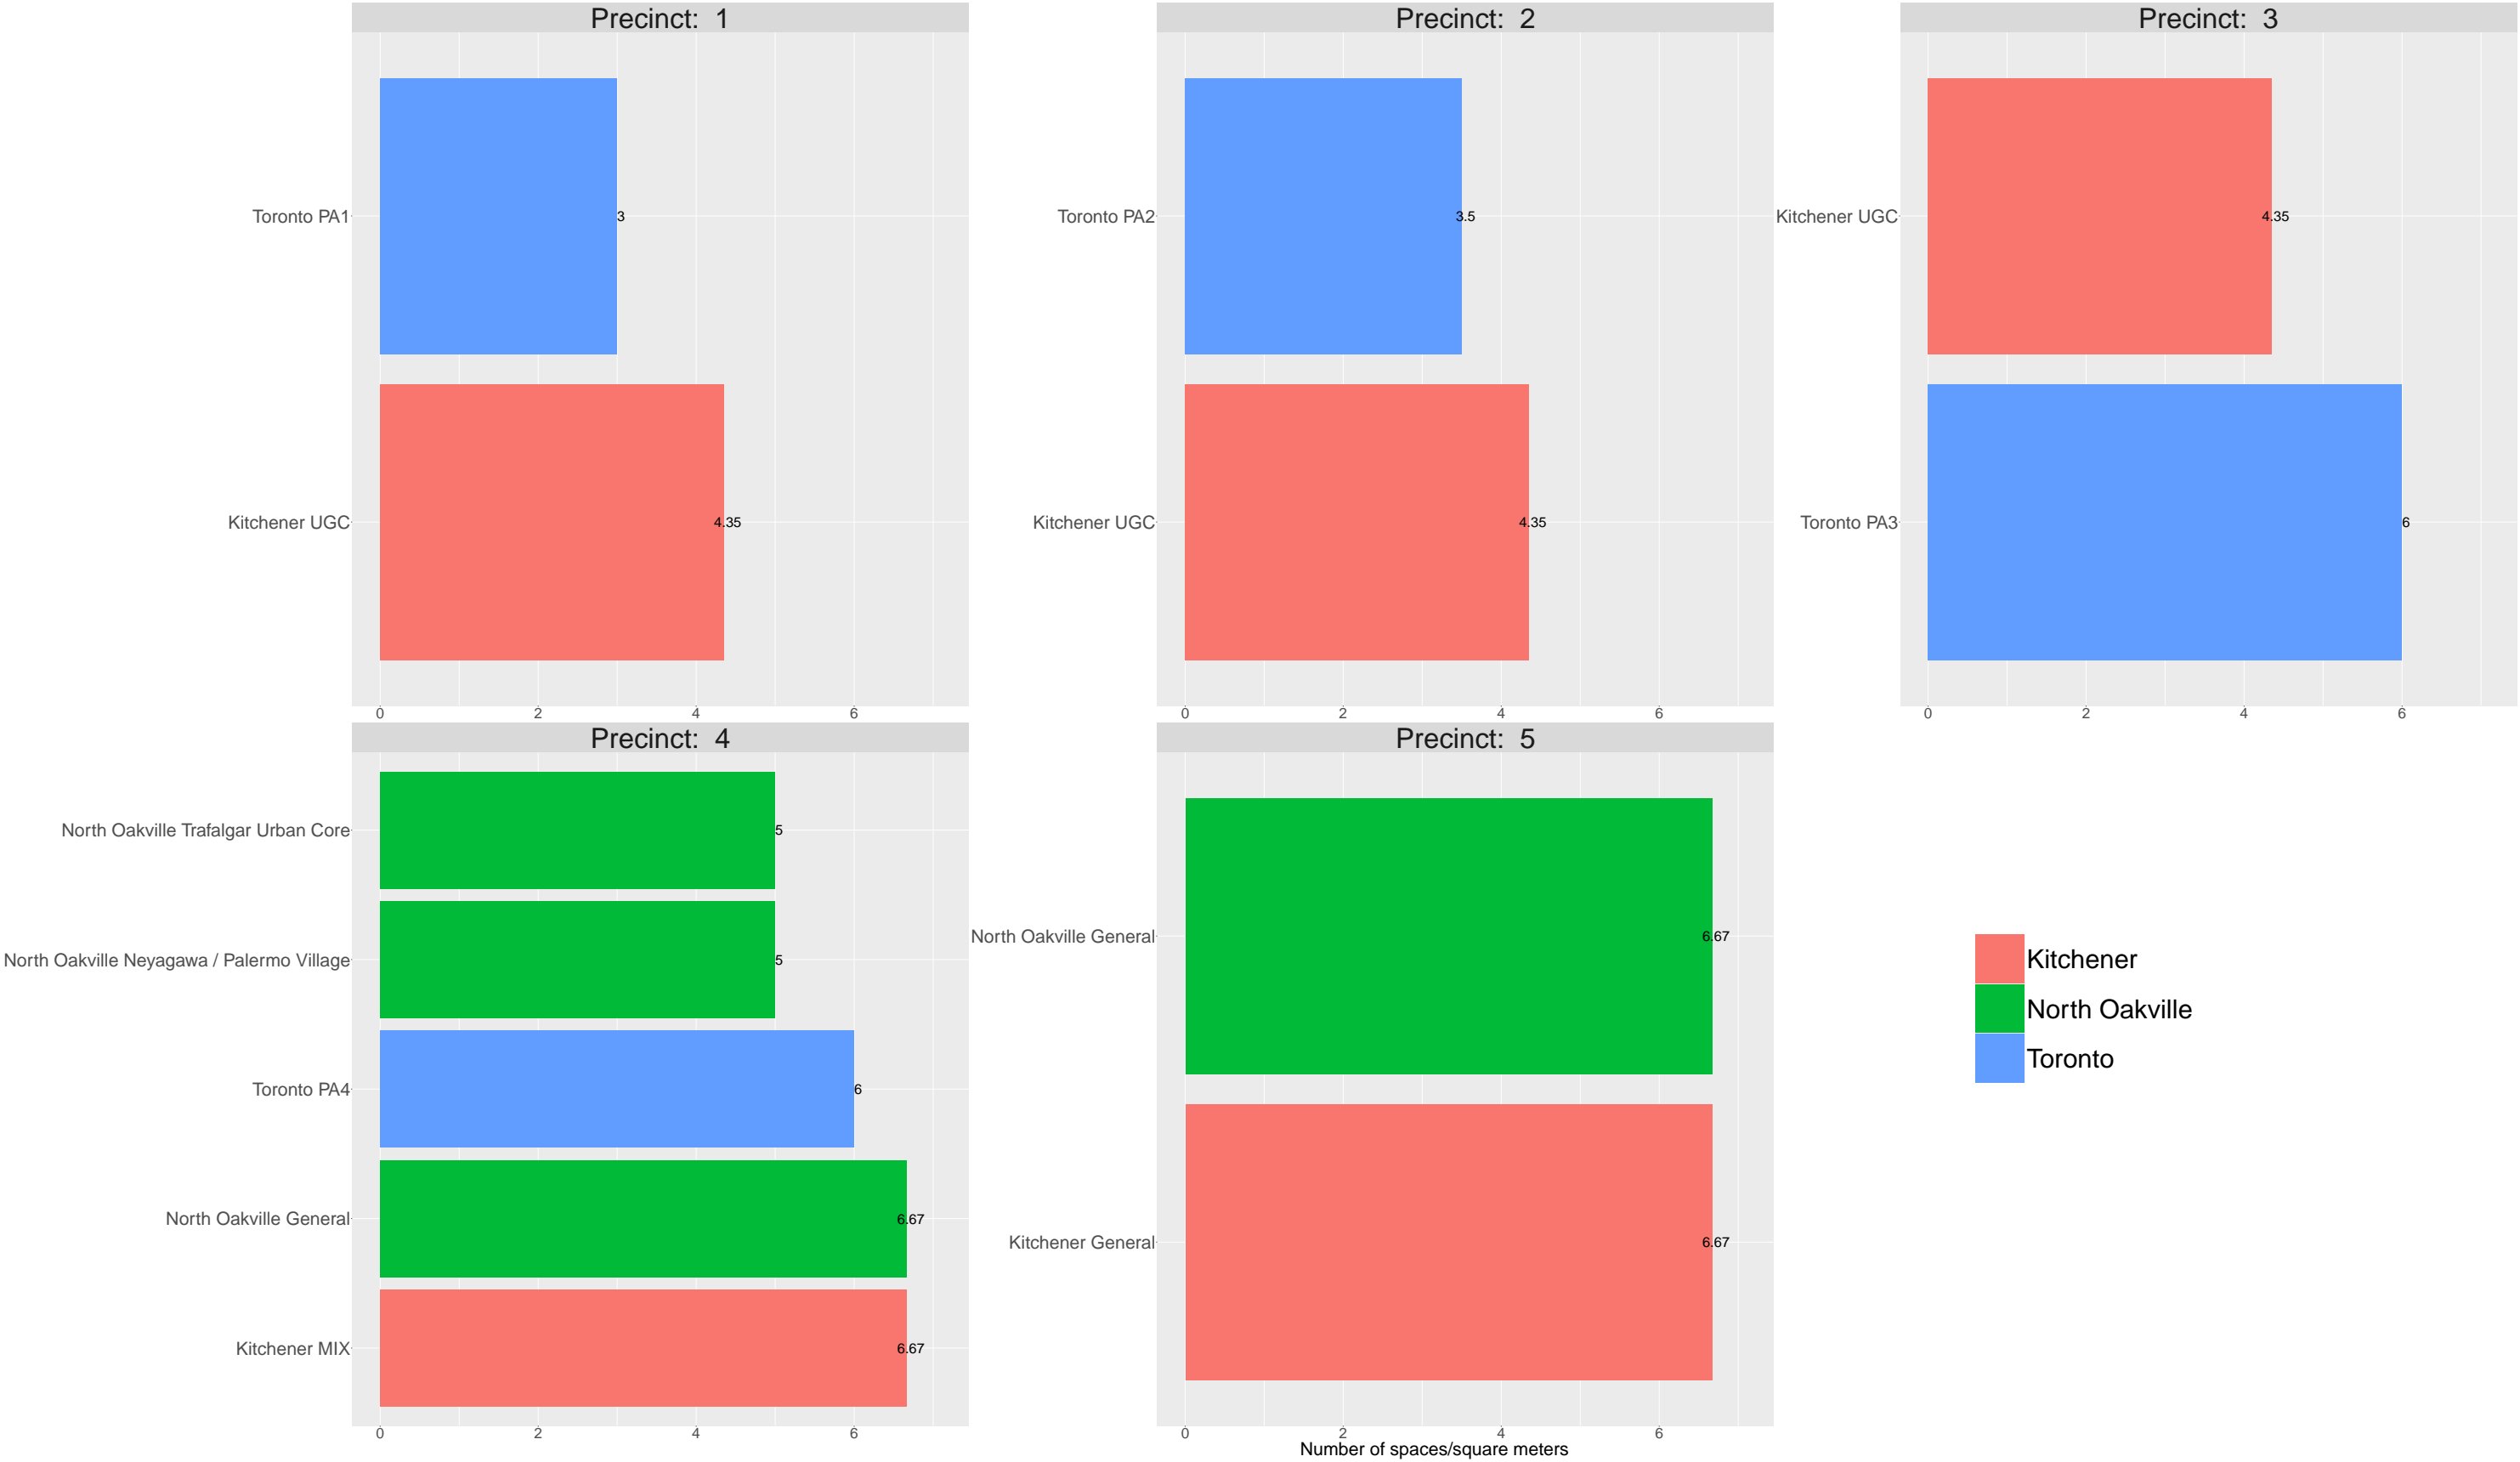 Precinct:  1
Toronto PA1
3
Kitchener UGC
4.35
0 2 4 6
Precinct:  2
Toronto PA2
3.5
Kitchener UGC
4.35
0 2 4 6
Precinct:  3
Kitchener UGC
4.35
Toronto PA3
6
0 2 4 6
Precinct:  4
North Oakville Trafalgar Urban Core
5
North Oakville Neyagawa / Palermo Village
5
Toronto PA4
6
North Oakville General
6.67
Kitchener MIX
6.67
0 2 4 6
Precinct:  5
North Oakville General
6.67
Kitchener General
6.67
0 2 4 6
Number of spaces/square meters
Kitchener
North Oakville
Toronto